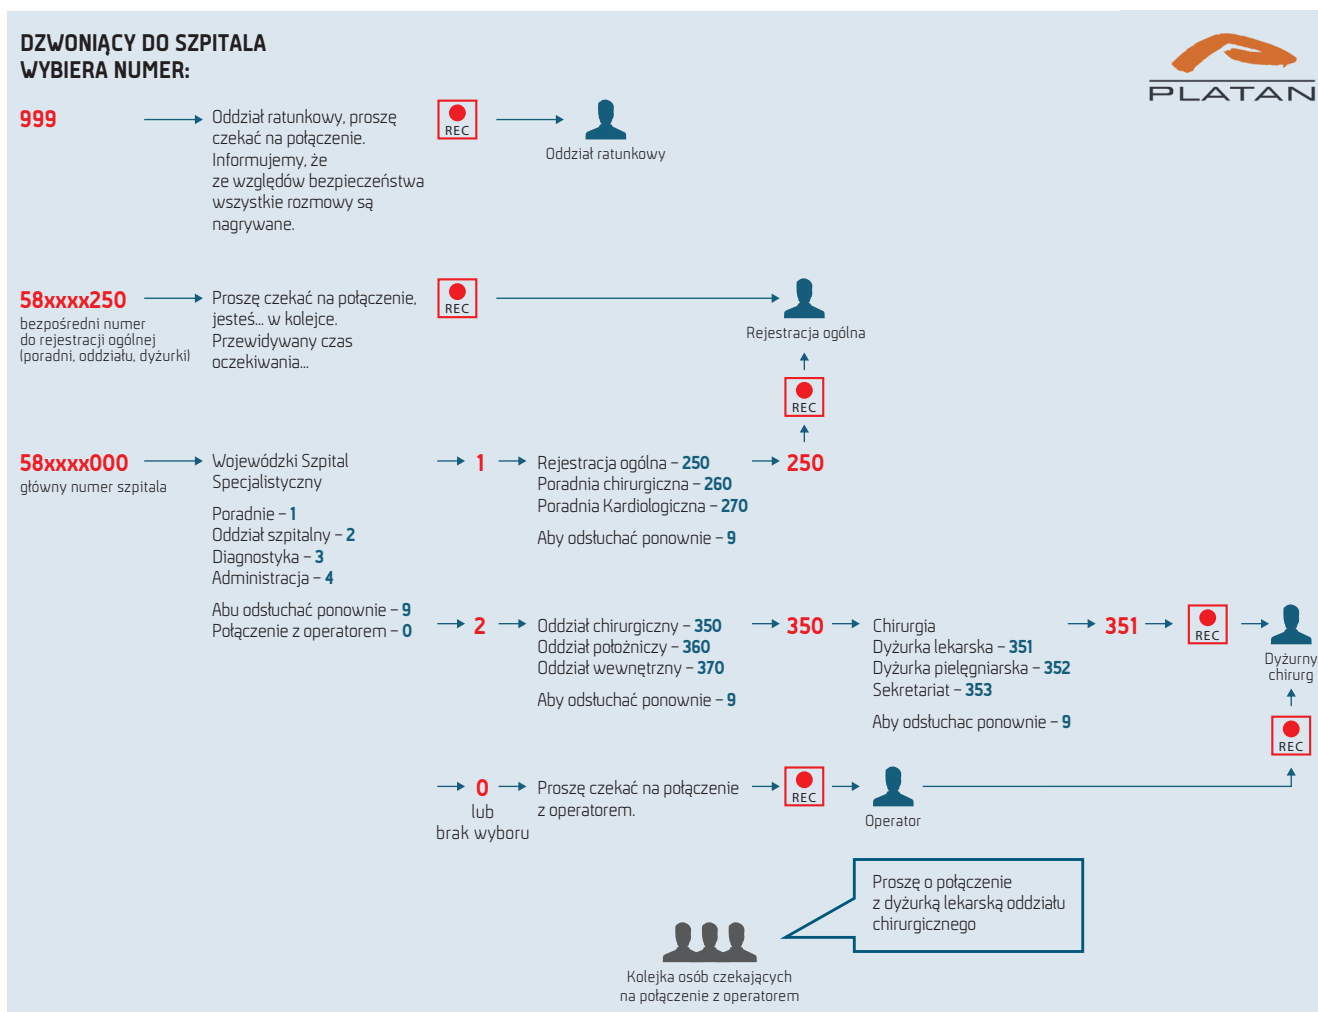 DZWONIĄCY DO SZPITALA
WYBIERA NUMER:
PLATAN
999
Oddział ratunkowy, proszę
czekać na połączenie.
Informujemy, że
ze względów bezpieczeństwa
wszystkie rozmowy są
nagrywane.
REC
Oddział ratunkowy
58xxxx250
bezpośredni numer
do rejestracji ogólnej
(poradni, oddziału, dyżurki)
Proszę czekać na połączenie,
jesteś... w kolejce.
Przewidywany czas
oczekiwania...
REC
Rejestracja ogólna
REC
58xxxx000
główny numer szpitala
Wojewódzki Szpital
Specjalistyczny
Poradnie – 1
Oddział szpitalny – 2
Diagnostyka – 3
Administracja – 4
Abu odsłuchać ponownie – 9
Połączenie z operatorem – 0
1
Rejestracja ogólna – 250
Poradnia chirurgiczna – 260
Poradnia Kardiologiczna – 270
Aby odsłuchać ponownie – 9
250
2
Oddział chirurgiczny – 350
Oddział położniczy – 360
Oddział wewnętrzny – 370
Aby odsłuchać ponownie – 9
350
Chirurgia
Dyżurka lekarska – 351
Dyżurka pielęgniarska – 352
Sekretariat – 353
Aby odsłuchac ponownie – 9
351
REC
Dyżurny
chirurg
REC
0
lub
brak wyboru
Proszę czekać na połączenie
z operatorem.
REC
Operator
Proszę o połączenie
z dyżurką lekarską oddziału
chirurgicznego
Kolejka osób czekających
na połączenie z operatorem